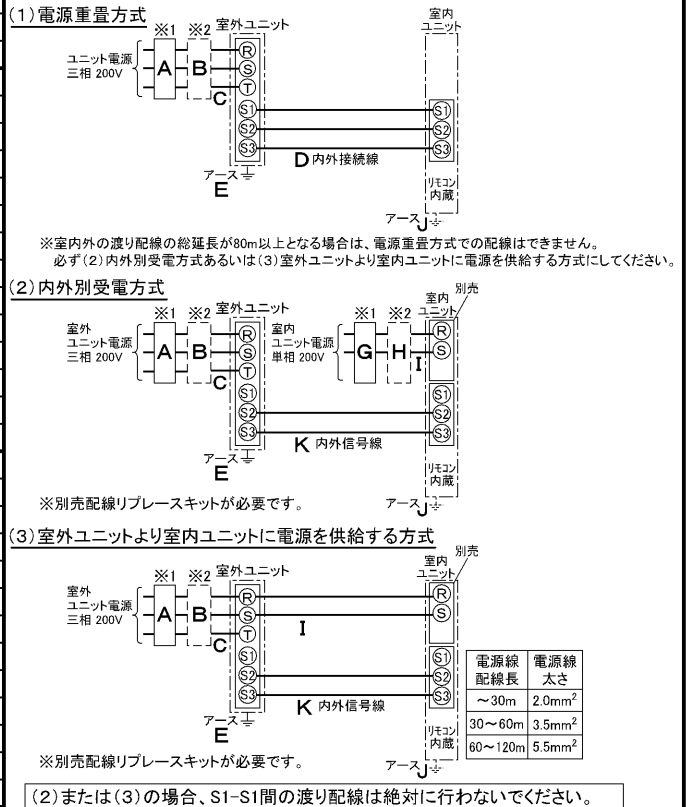 (1)電源重畳方式
※1 ※2 室外ユニット
室内
ユニット
ユニット電源
三相 200V
A
B
C
R
S
T
S1
S2
S3
S1
S2
S3
D 内外接続線
アース
E
リモコン
内蔵
アース J
※室内外の渡り配線の総延長が80m以上となる場合は、電源重畳方式での配線はできません。
必ず(2)内外別受電方式あるいは(3)室外ユニットより室内ユニットに電源を供給する方式にしてください。
(2)内外別受電方式
※1 ※2 室外ユニット
室外
ユニット電源
三相 200V
A
B
C
R
S
T
S1
S2
S3
※1 ※2
室内
ユニット電源
単相 200V
G
H
I
室内
ユニット
別売
R
S
S1
S2
S3
K 内外信号線
アース
E
リモコン
内蔵
アース J
※別売配線リプレースキットが必要です。
(3)室外ユニットより室内ユニットに電源を供給する方式
※1 ※2 室外ユニット
室外
ユニット電源
三相 200V
A
B
C
R
S
T
S1
S2
S3
I
室内
ユニット
別売
R
S
S1
S2
S3
K 内外信号線
アース
E
リモコン
内蔵
アース J
電源線配線長 電源線太さ
~30m 2.0mm²
30~60m 3.5mm²
60~120m 5.5mm²
※別売配線リプレースキットが必要です。
(2)または(3)の場合、S1-S1間の渡り配線は絶対に行わないでください。